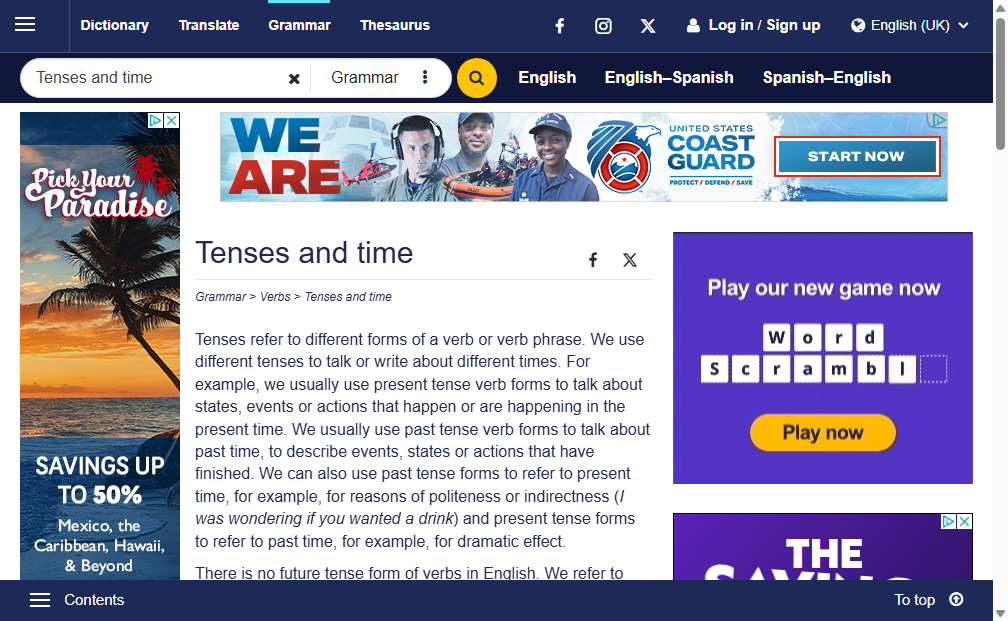 Dictionary Translate Grammar Thesaurus Log in / Sign up English (UK)
Tenses and time Grammar English English–Spanish Spanish–English
Pick Your
Paradise
SAVINGS UP
TO 50%
Mexico, the
Caribbean, Hawaii,
& Beyond
WE
ARE
UNITED STATES
COAST
GUARD
PROTECT / DEFEND / SAVE
START NOW
Tenses and time
Grammar > Verbs > Tenses and time
Tenses refer to different forms of a verb or verb phrase. We use
different tenses to talk or write about different times. For
example, we usually use present tense verb forms to talk about
states, events or actions that happen or are happening in the
present time. We usually use past tense verb forms to talk about
past time, to describe events, states or actions that have
finished. We can also use past tense forms to refer to present
time, for example, for reasons of politeness or indirectness (I
was wondering if you wanted a drink) and present tense forms
to refer to past time, for example, for dramatic effect.
There is no future tense form of verbs in English. We refer to
Play our new game now
Word
Scrambl
Play now
THE
Contents To top